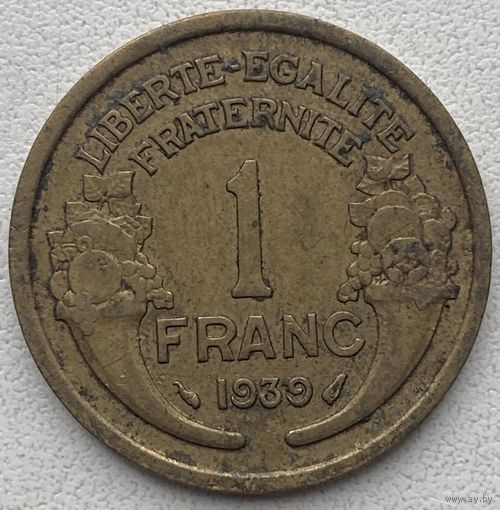 LIBERTE-EGALITE
FRATERNITE
1
FRANC
1939
www.ay.by